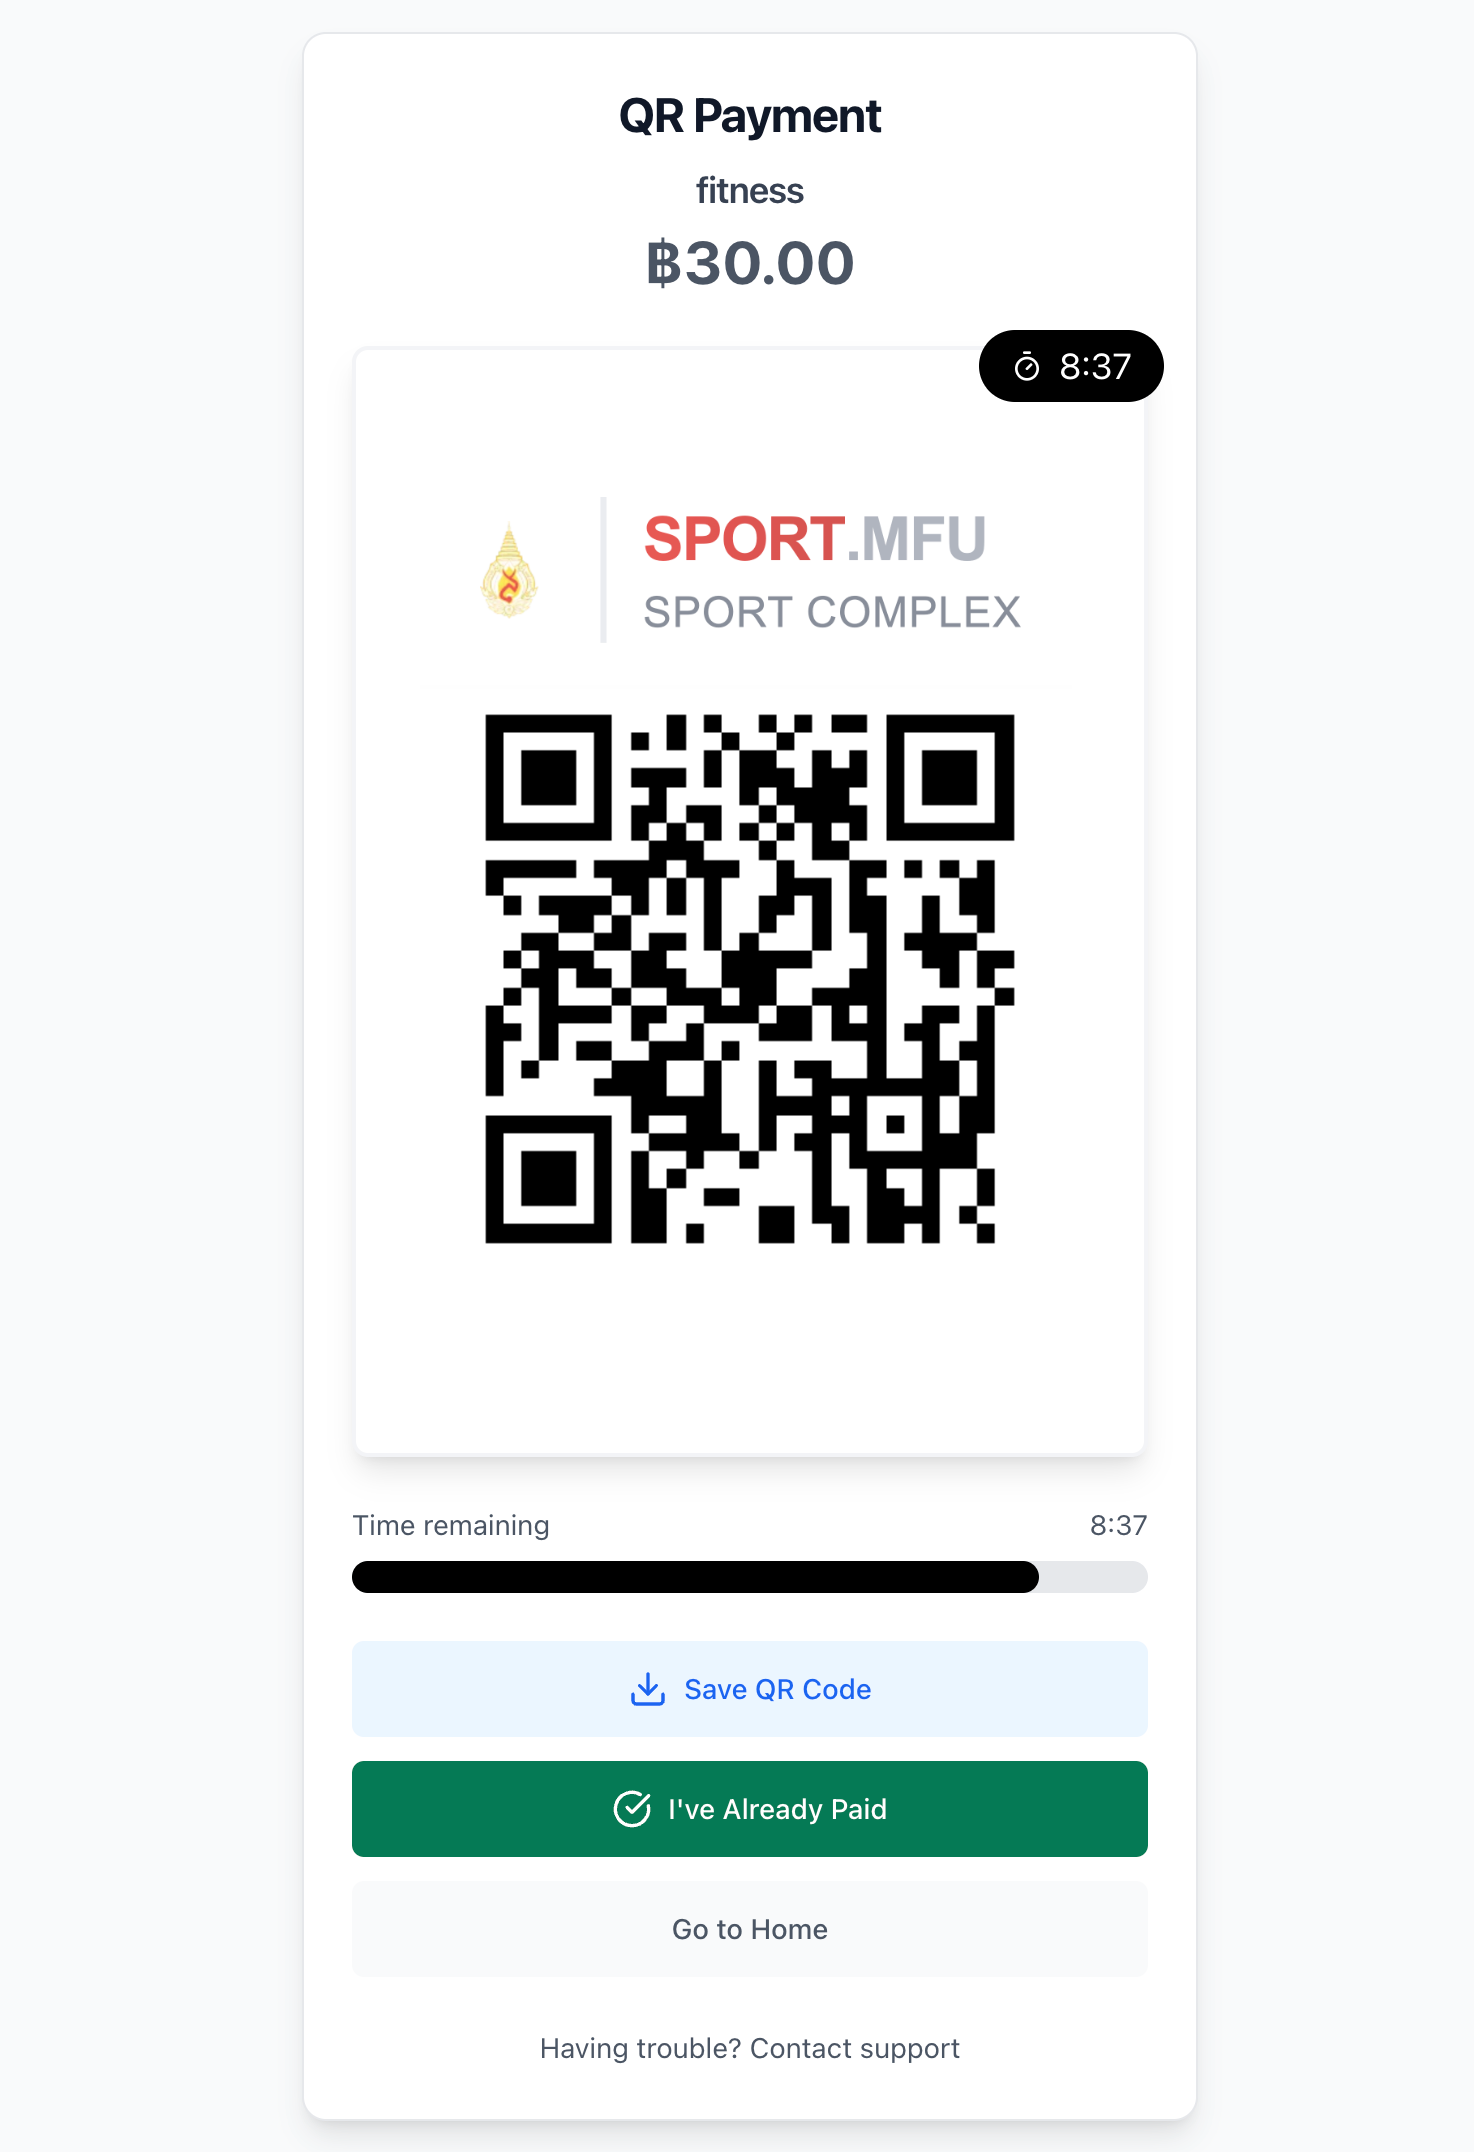 QR Payment
fitness
฿30.00
8:37
SPORT.MFU
SPORT COMPLEX
Time remaining 8:37
Save QR Code
I've Already Paid
Go to Home
Having trouble? Contact support